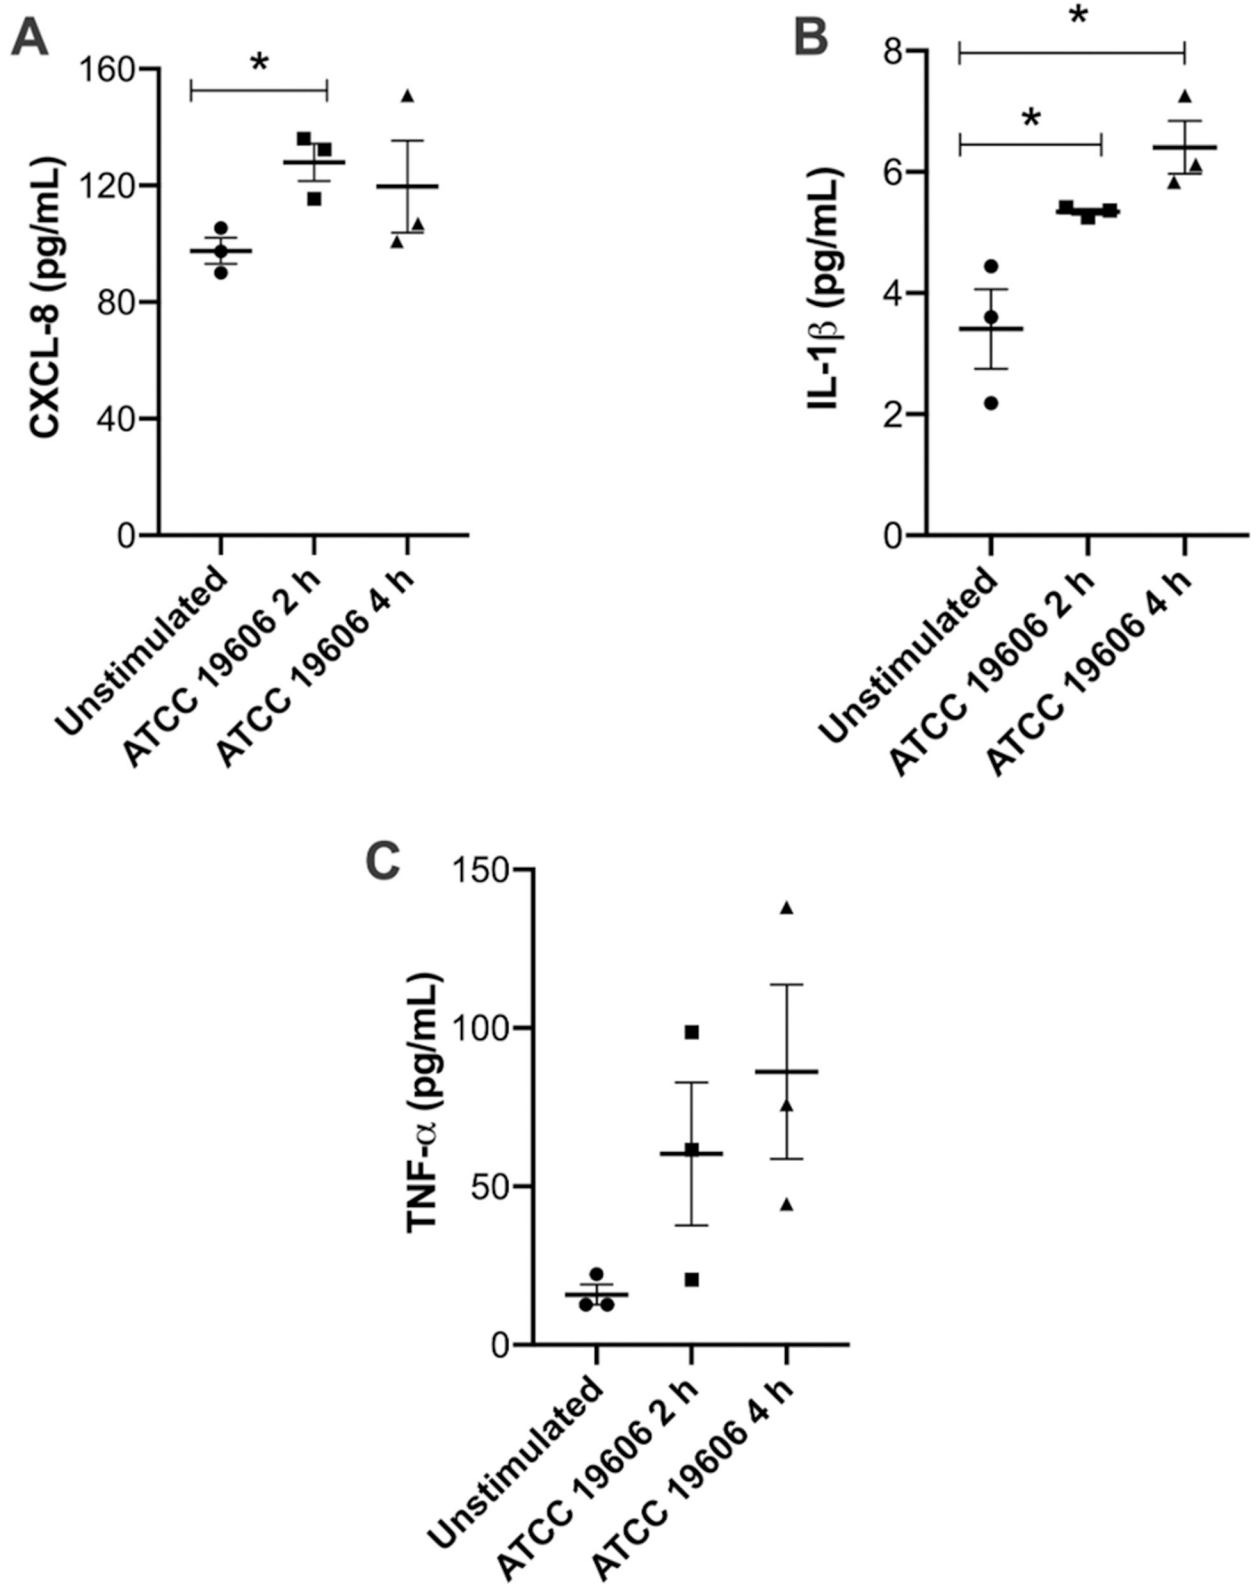 A
CXCL-8 (pg/mL)
160
120
80
40
0
*
Unstimulated
ATCC 19606 2 h
ATCC 19606 4 h
B
IL-1β (pg/mL)
8
6
4
2
0
*
*
Unstimulated
ATCC 19606 2 h
ATCC 19606 4 h
C
TNF-α (pg/mL)
150
100
50
0
Unstimulated
ATCC 19606 2 h
ATCC 19606 4 h